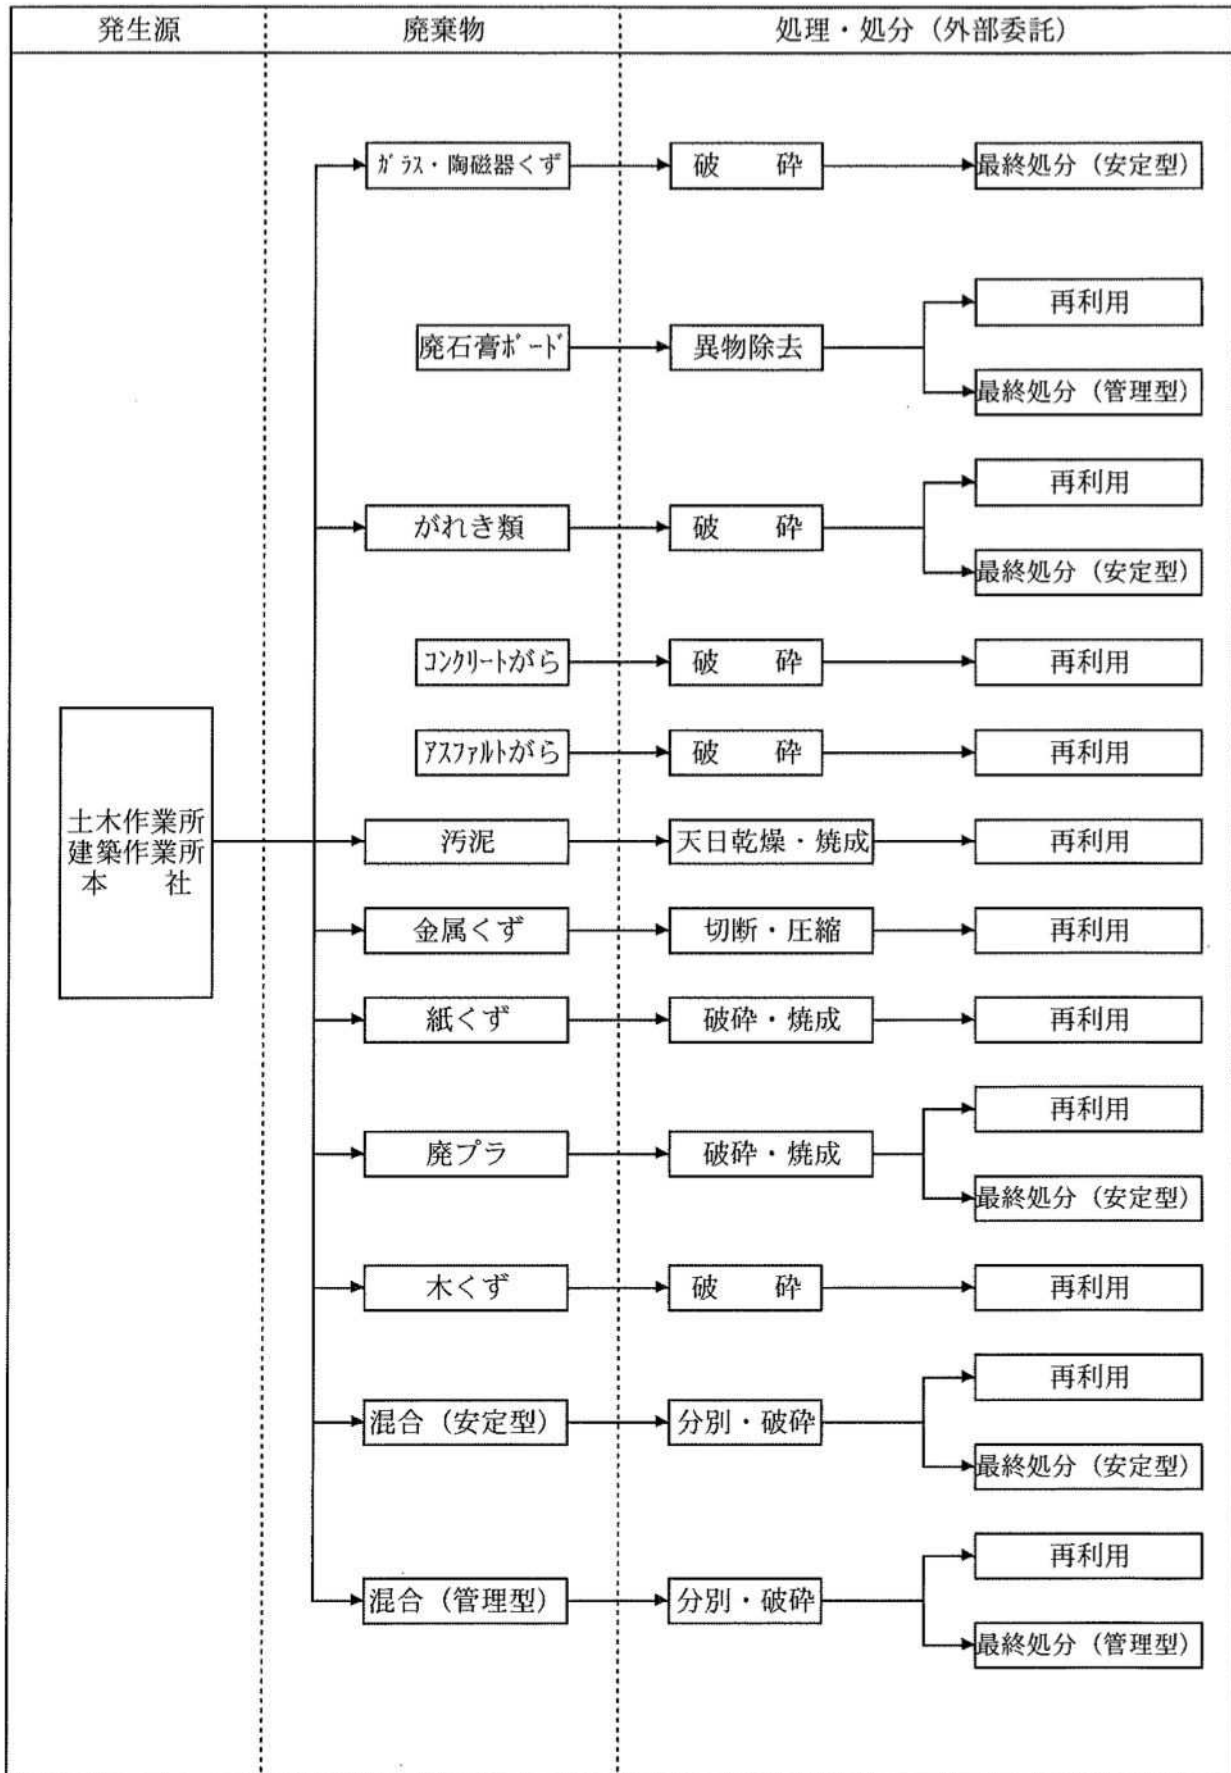 発生源 廃棄物 処理・処分（外部委託）
ガラス・陶磁器くず 破　砕 最終処分（安定型）
再利用
廃石膏ボード 異物除去
最終処分（管理型）
再利用
がれき類 破　砕
最終処分（安定型）
コンクリートがら 破　砕 再利用
アスファルトがら 破　砕 再利用
土木作業所
建築作業所
本　社
汚泥 天日乾燥・焼成 再利用
金属くず 切断・圧縮 再利用
紙くず 破砕・焼成 再利用
再利用
廃プラ 破砕・焼成
最終処分（安定型）
木くず 破　砕 再利用
再利用
混合（安定型） 分別・破砕
最終処分（安定型）
再利用
混合（管理型） 分別・破砕
最終処分（管理型）